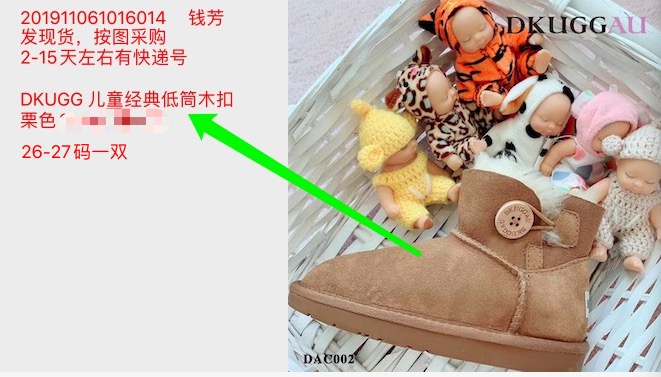 201911061016014 钱芳
发现货，按图采购
2-15天左右有快递号
DKUGG 儿童经典低筒木扣
栗色
26-27码一双
DKUGGAU
DKUGGAU
DAC002